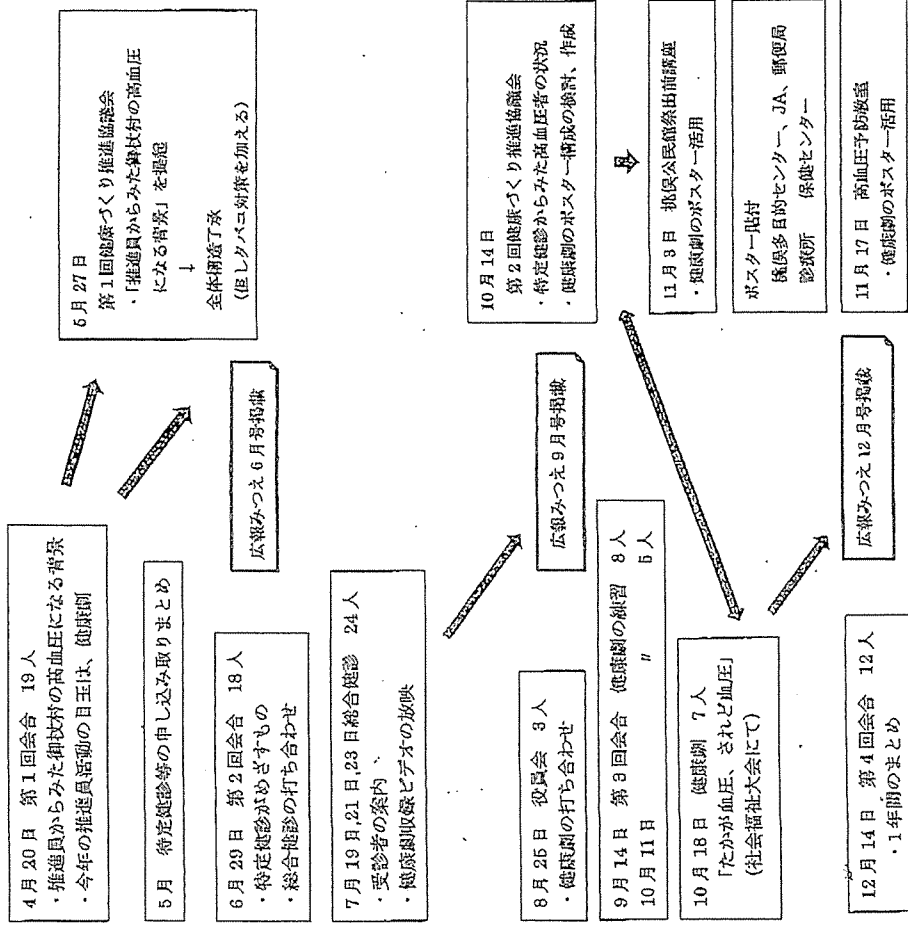 4月20日 第1回会合 19人
・推進員からみた御杖村の高血圧になる背景
・今年の推進員活動の目玉は、健康劇
5月 特定健診等の申し込み取りまとめ
6月29日 第2回会合 18人
・特定健診がめざすもの
・総合健診の打ち合わせ
7月19日,21日,23日総合健診 24人
・受診者の案内
・健康劇収録ビデオの放映
8月25日 役員会 3人
・健康劇の打ち合わせ
9月14日 第3回会合 健康劇の練習 8人
10月11日 〃 5人
10月18日 健康劇 7人
「たかが血圧、されど血圧」
(社会福祉大会にて)
12月14日 第4回会合 12人
・1年間のまとめ
広報みつえ6月号掲載
広報みつえ9月号掲載
広報みつえ12月号掲載
5月27日
第1回健康づくり推進協議会
・「推進員からみた御杖村の高血圧
になる背景」を提起
↓
全体構造了承
(但しタバコ対策を加える)
10月14日
第2回健康づくり推進協議会
・特定健診からみた高血圧者の状況
・健康劇のポスター構成の検討、作成
11月3日 桃俣公民館祭出前講座
・健康劇のポスター活用
ポスター貼付
桃俣多目的センター、JA、郵便局
診療所 保健センター
11月17日 高血圧予防教室
・健康劇のポスター活用